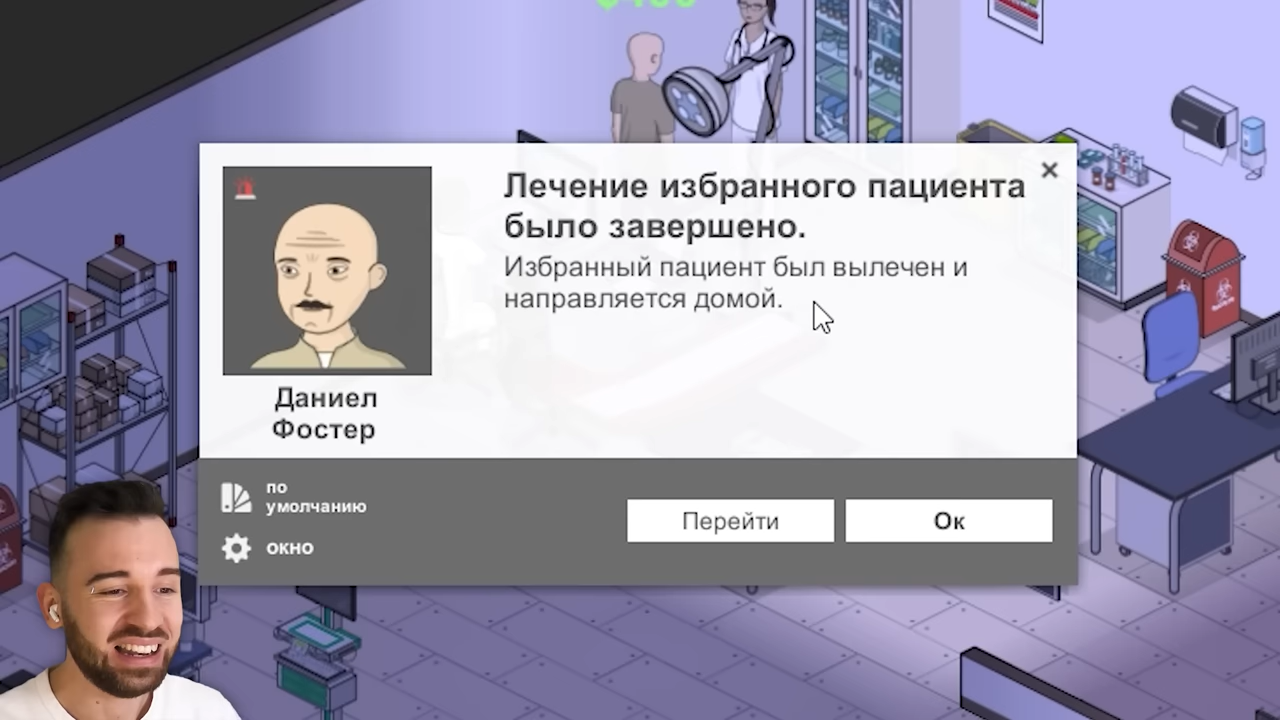 Лечение избранного пациента
было завершено.
Избранный пациент был вылечен и
направляется домой.
Даниел
Фостер
по
умолчанию
окно
Перейти
Ок